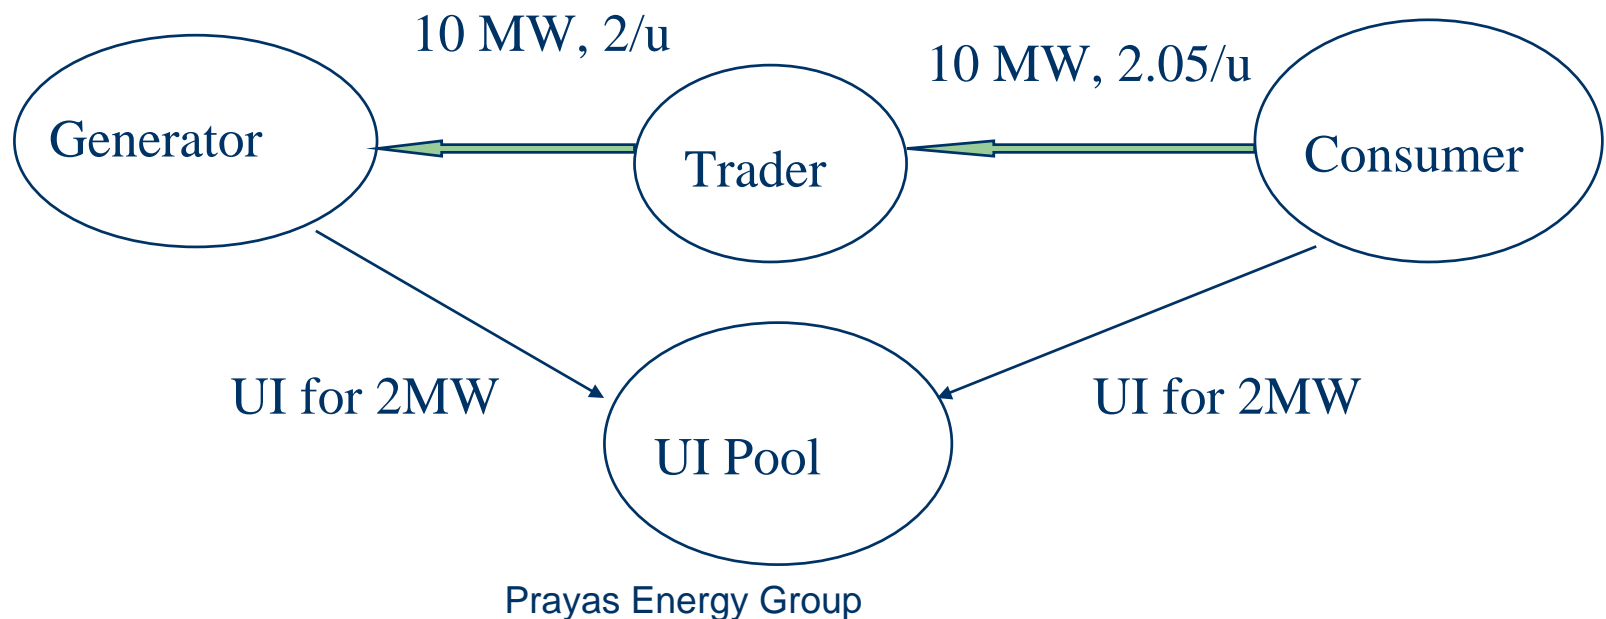 10 MW, 2/u
10 MW, 2.05/u
Generator
Trader
Consumer
UI for 2MW
UI for 2MW
UI Pool
Prayas Energy Group